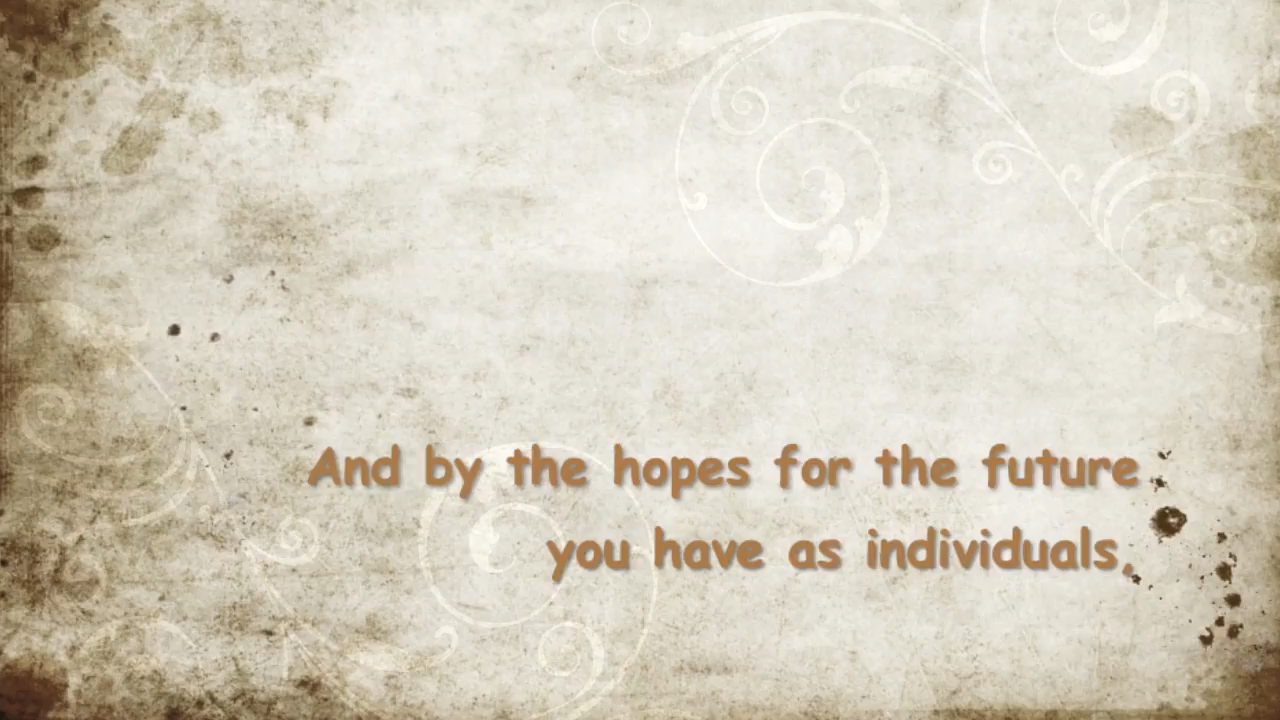 And by the hopes for the future
you have as individuals,